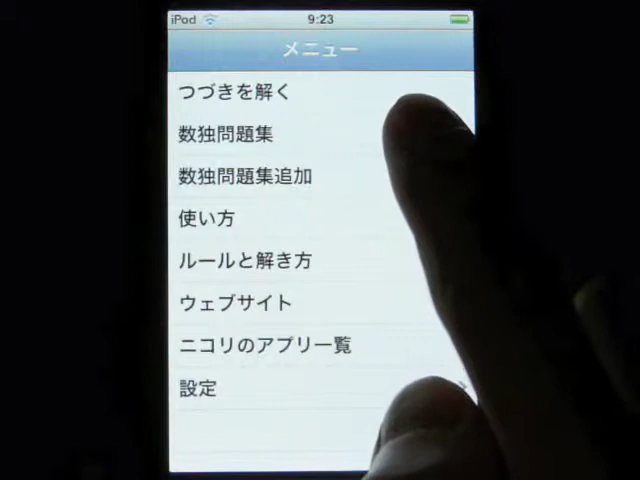 iPod 9:23
メニュー
つづきを解く
数独問題集
数独問題集追加
使い方
ルールと解き方
ウェブサイト
ニコリのアプリ一覧
設定